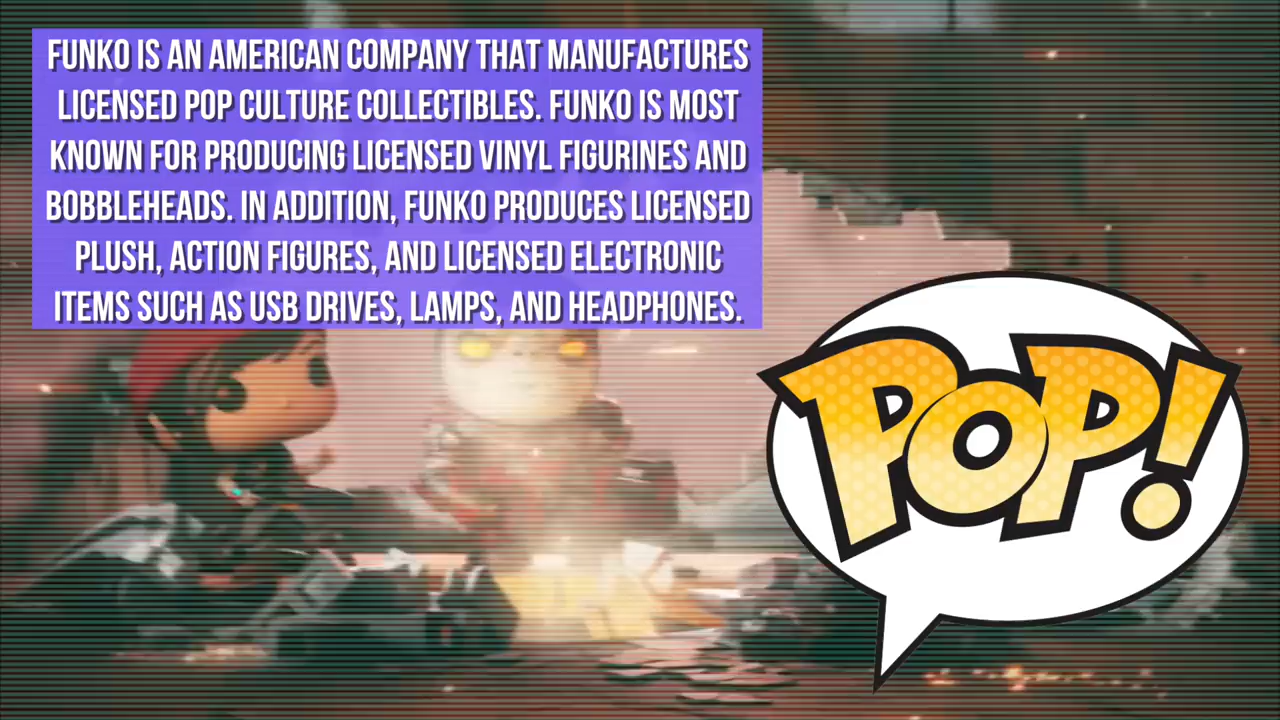 FUNKO IS AN AMERICAN COMPANY THAT MANUFACTURES
LICENSED POP CULTURE COLLECTIBLES. FUNKO IS MOST
KNOWN FOR PRODUCING LICENSED VINYL FIGURINES AND
BOBBLEHEADS. IN ADDITION, FUNKO PRODUCES LICENSED
PLUSH, ACTION FIGURES, AND LICENSED ELECTRONIC
ITEMS SUCH AS USB DRIVES, LAMPS, AND HEADPHONES.
POP!